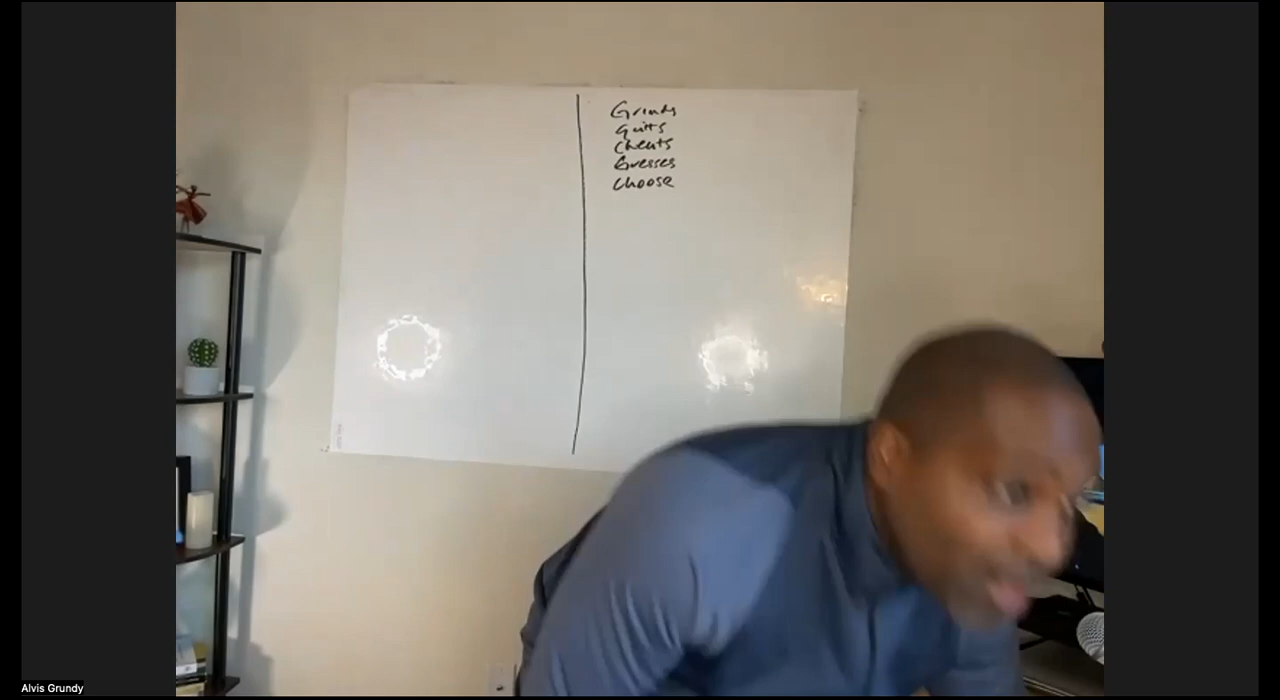 Grinds
quits
Cheats
Guesses
Choose
Alvis Grundy